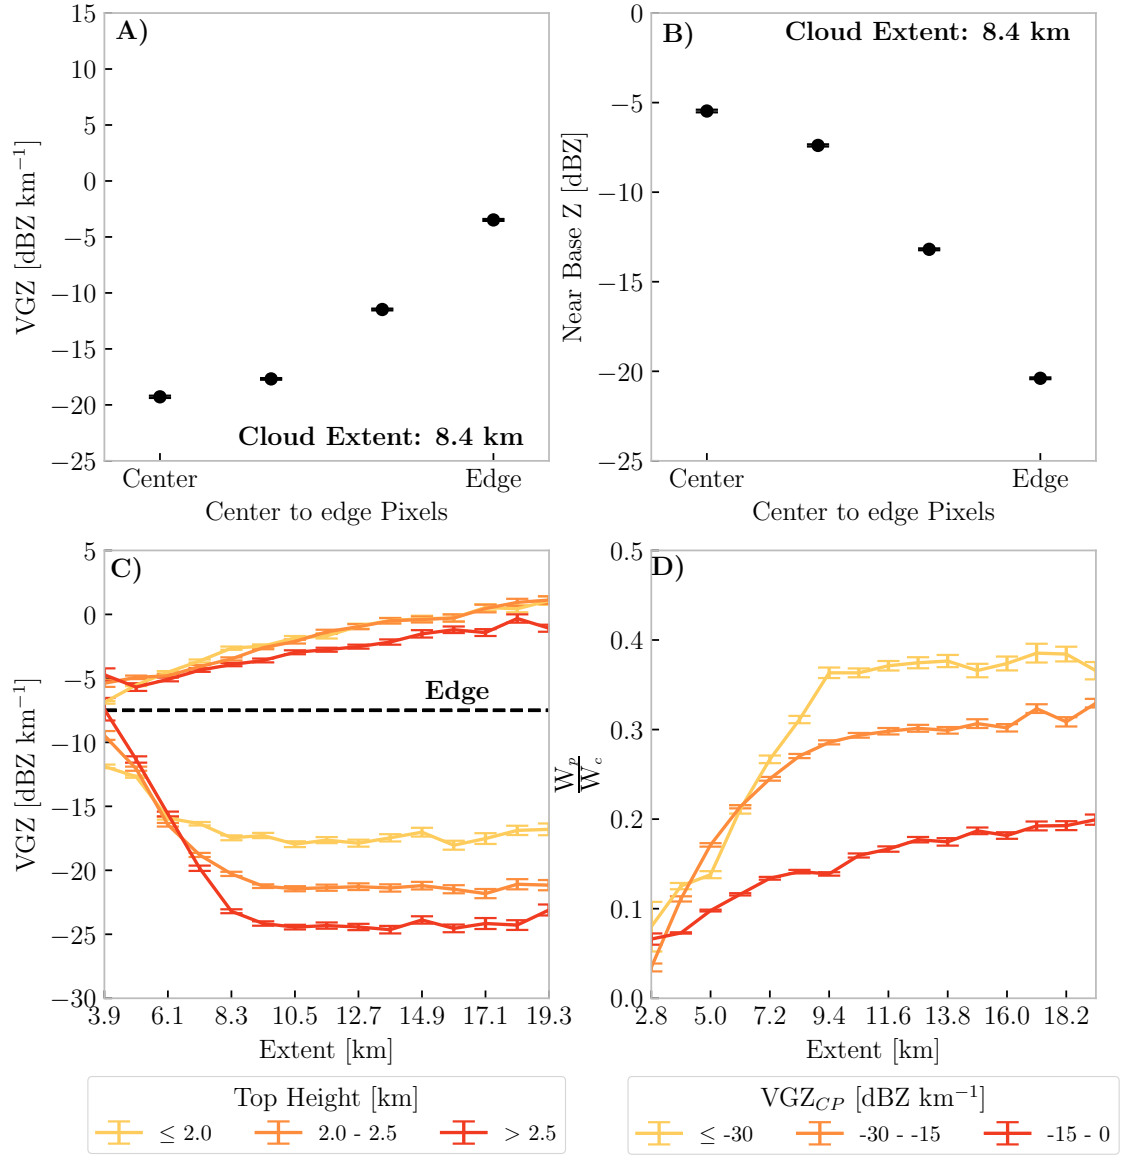 A)
15
10
5
0
−5
−10
−15
−20
−25
VGZ [dBZ km⁻¹]
Cloud Extent: 8.4 km
Center
Edge
Center to edge Pixels
B)
Cloud Extent: 8.4 km
0
−5
−10
−15
−20
−25
Near Base Z [dBZ]
Center
Edge
Center to edge Pixels
C)
5
0
−5
−10
−15
−20
−25
−30
VGZ [dBZ km⁻¹]
Edge
3.9 6.1 8.3 10.5 12.7 14.9 17.1 19.3
Extent [km]
D)
0.5
0.4
0.3
0.2
0.1
0.0
W_p
W_c
2.8 5.0 7.2 9.4 11.6 13.8 16.0 18.2
Extent [km]
Top Height [km]
≤ 2.0 2.0 - 2.5 > 2.5
VGZ_CP [dBZ km⁻¹]
≤ -30 -30 - -15 -15 - 0